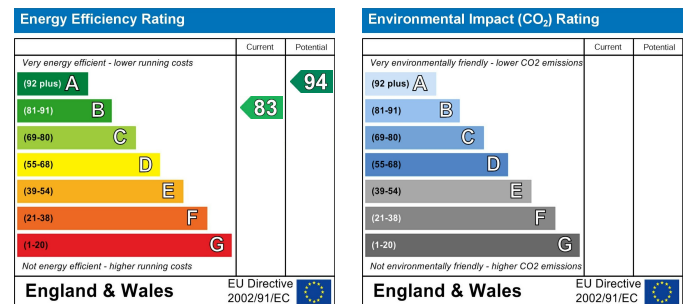 Energy Efficiency Rating
Current Potential
Very energy efficient - lower running costs
(92 plus) A
94
(81-91) B
83
(69-80) C
(55-68) D
(39-54) E
(21-38) F
(1-20) G
Not energy efficient - higher running costs
England & Wales
EU Directive
2002/91/EC
Environmental Impact (CO₂) Rating
Current Potential
Very environmentally friendly - lower CO2 emissions
(92 plus) A
(81-91) B
(69-80) C
(55-68) D
(39-54) E
(21-38) F
(1-20) G
Not environmentally friendly - higher CO2 emissions
England & Wales
EU Directive
2002/91/EC